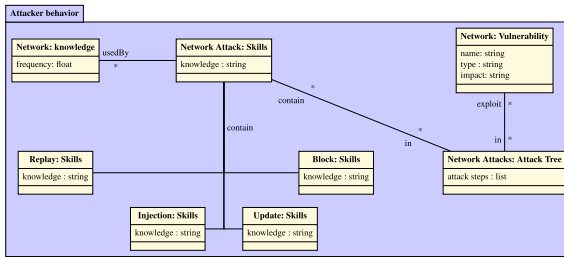 Attacker behavior
Network: knowledge
frequency: float
usedBy
*
Network Attack: Skills
knowledge : string
Network: Vulnerability
name: string
type : string
impact: string
*
contain
exploit
*
contain
*
in
in
*
Replay: Skills
knowledge : string
Block: Skills
knowledge : string
Network Attacks: Attack Tree
attack steps : list
Injection: Skills
knowledge : string
Update: Skills
knowledge : string